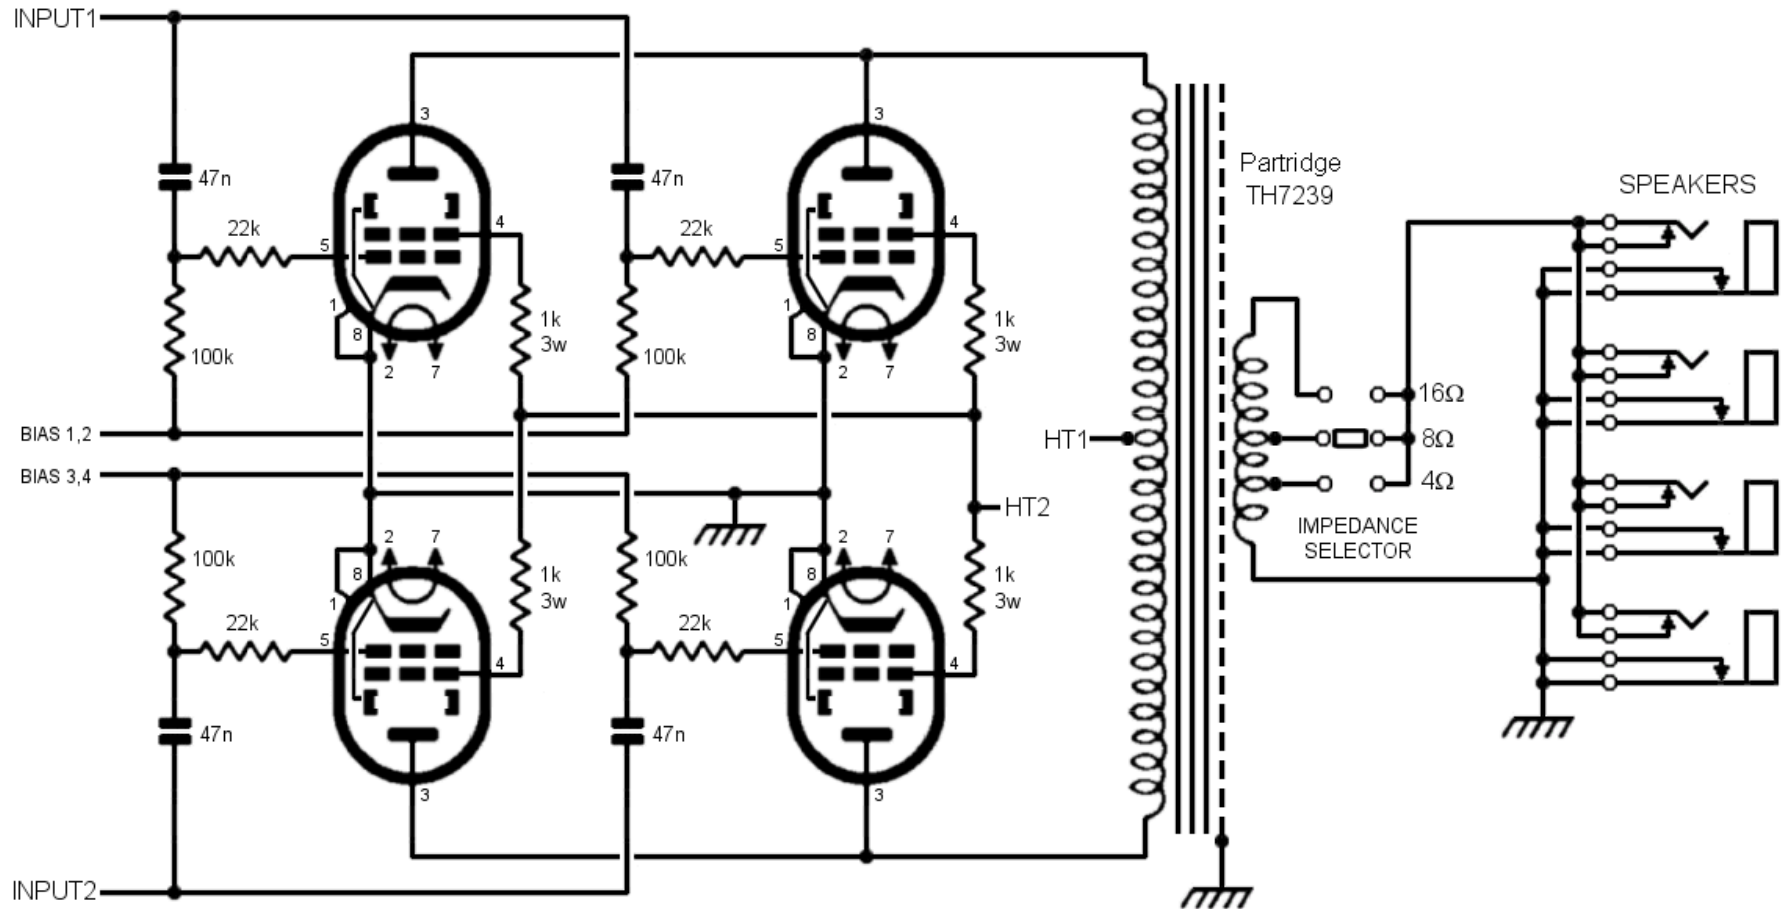 INPUT1
3
3
47n
47n
Partridge
TH7239
SPEAKERS
22k
5
4
22k
5
4
1
8
1k
3w
100k
2
7
1
8
1k
3w
100k
2
7
16Ω
BIAS 1,2
HT1
8Ω
BIAS 3,4
4Ω
HT2
IMPEDANCE
SELECTOR
100k
2
7
8
1
1k
3w
100k
2
7
8
1
1k
3w
22k
5
4
22k
5
4
47n
47n
3
3
INPUT2